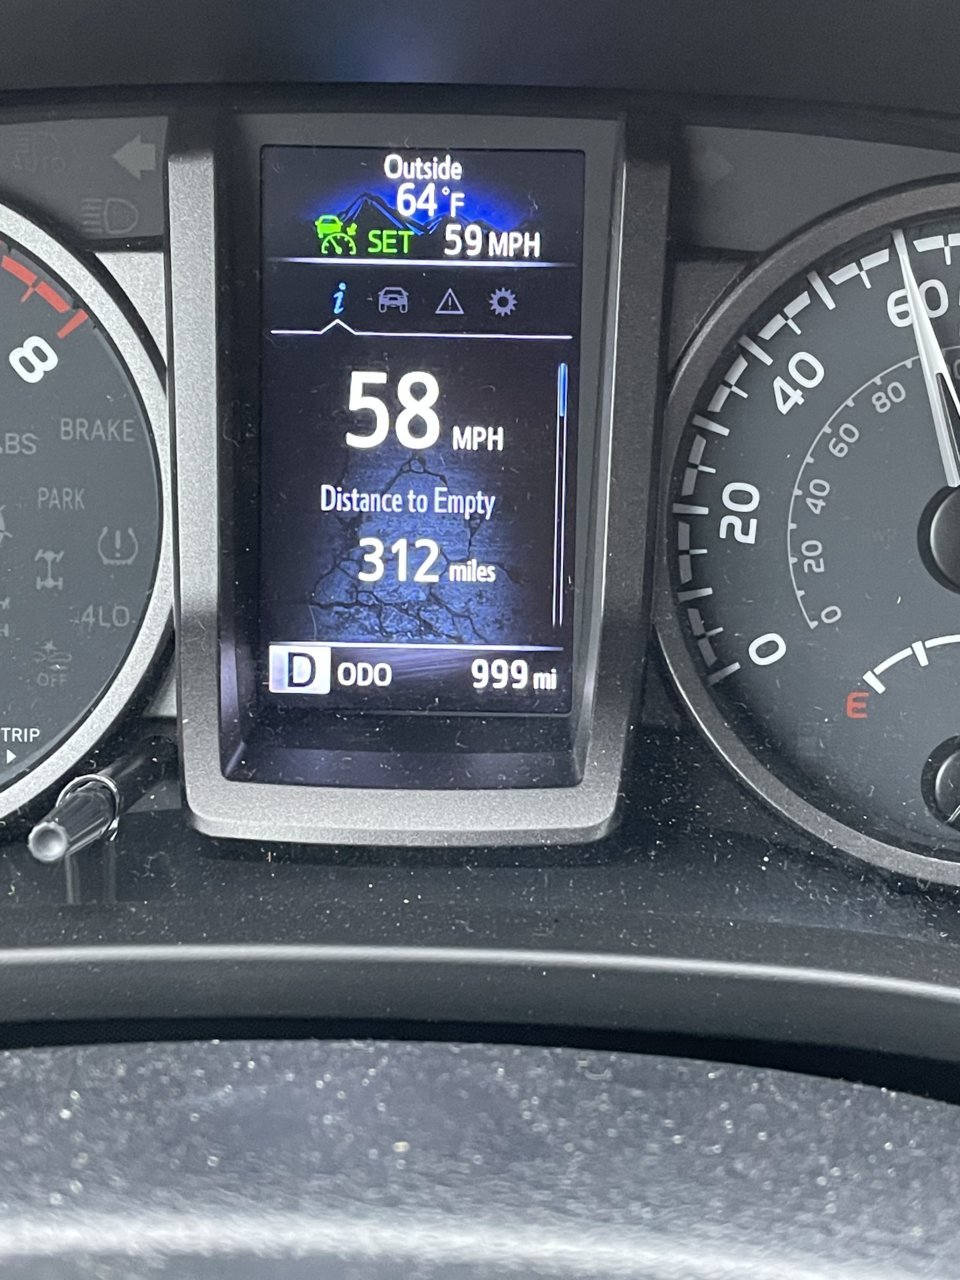 Outside
64°F
SET 59 MPH
i
58 MPH
Distance to Empty
312 miles
D ODO 999 mi
8
ABS BRAKE
PARK
4LO
OFF
TRIP
60
40
20
0
80
60
40
20
0
E